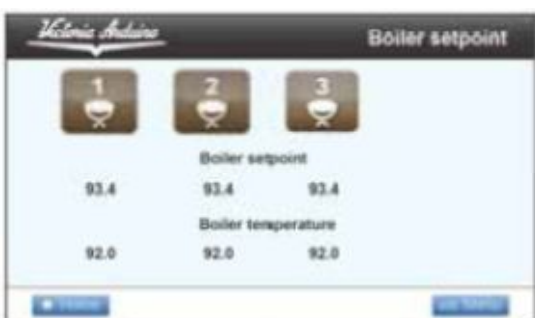 Victoria Arduino
Boiler setpoint
1 2 3
Boiler setpoint
93.4 93.4 93.4
Boiler temperature
92.0 92.0 92.0
Menu